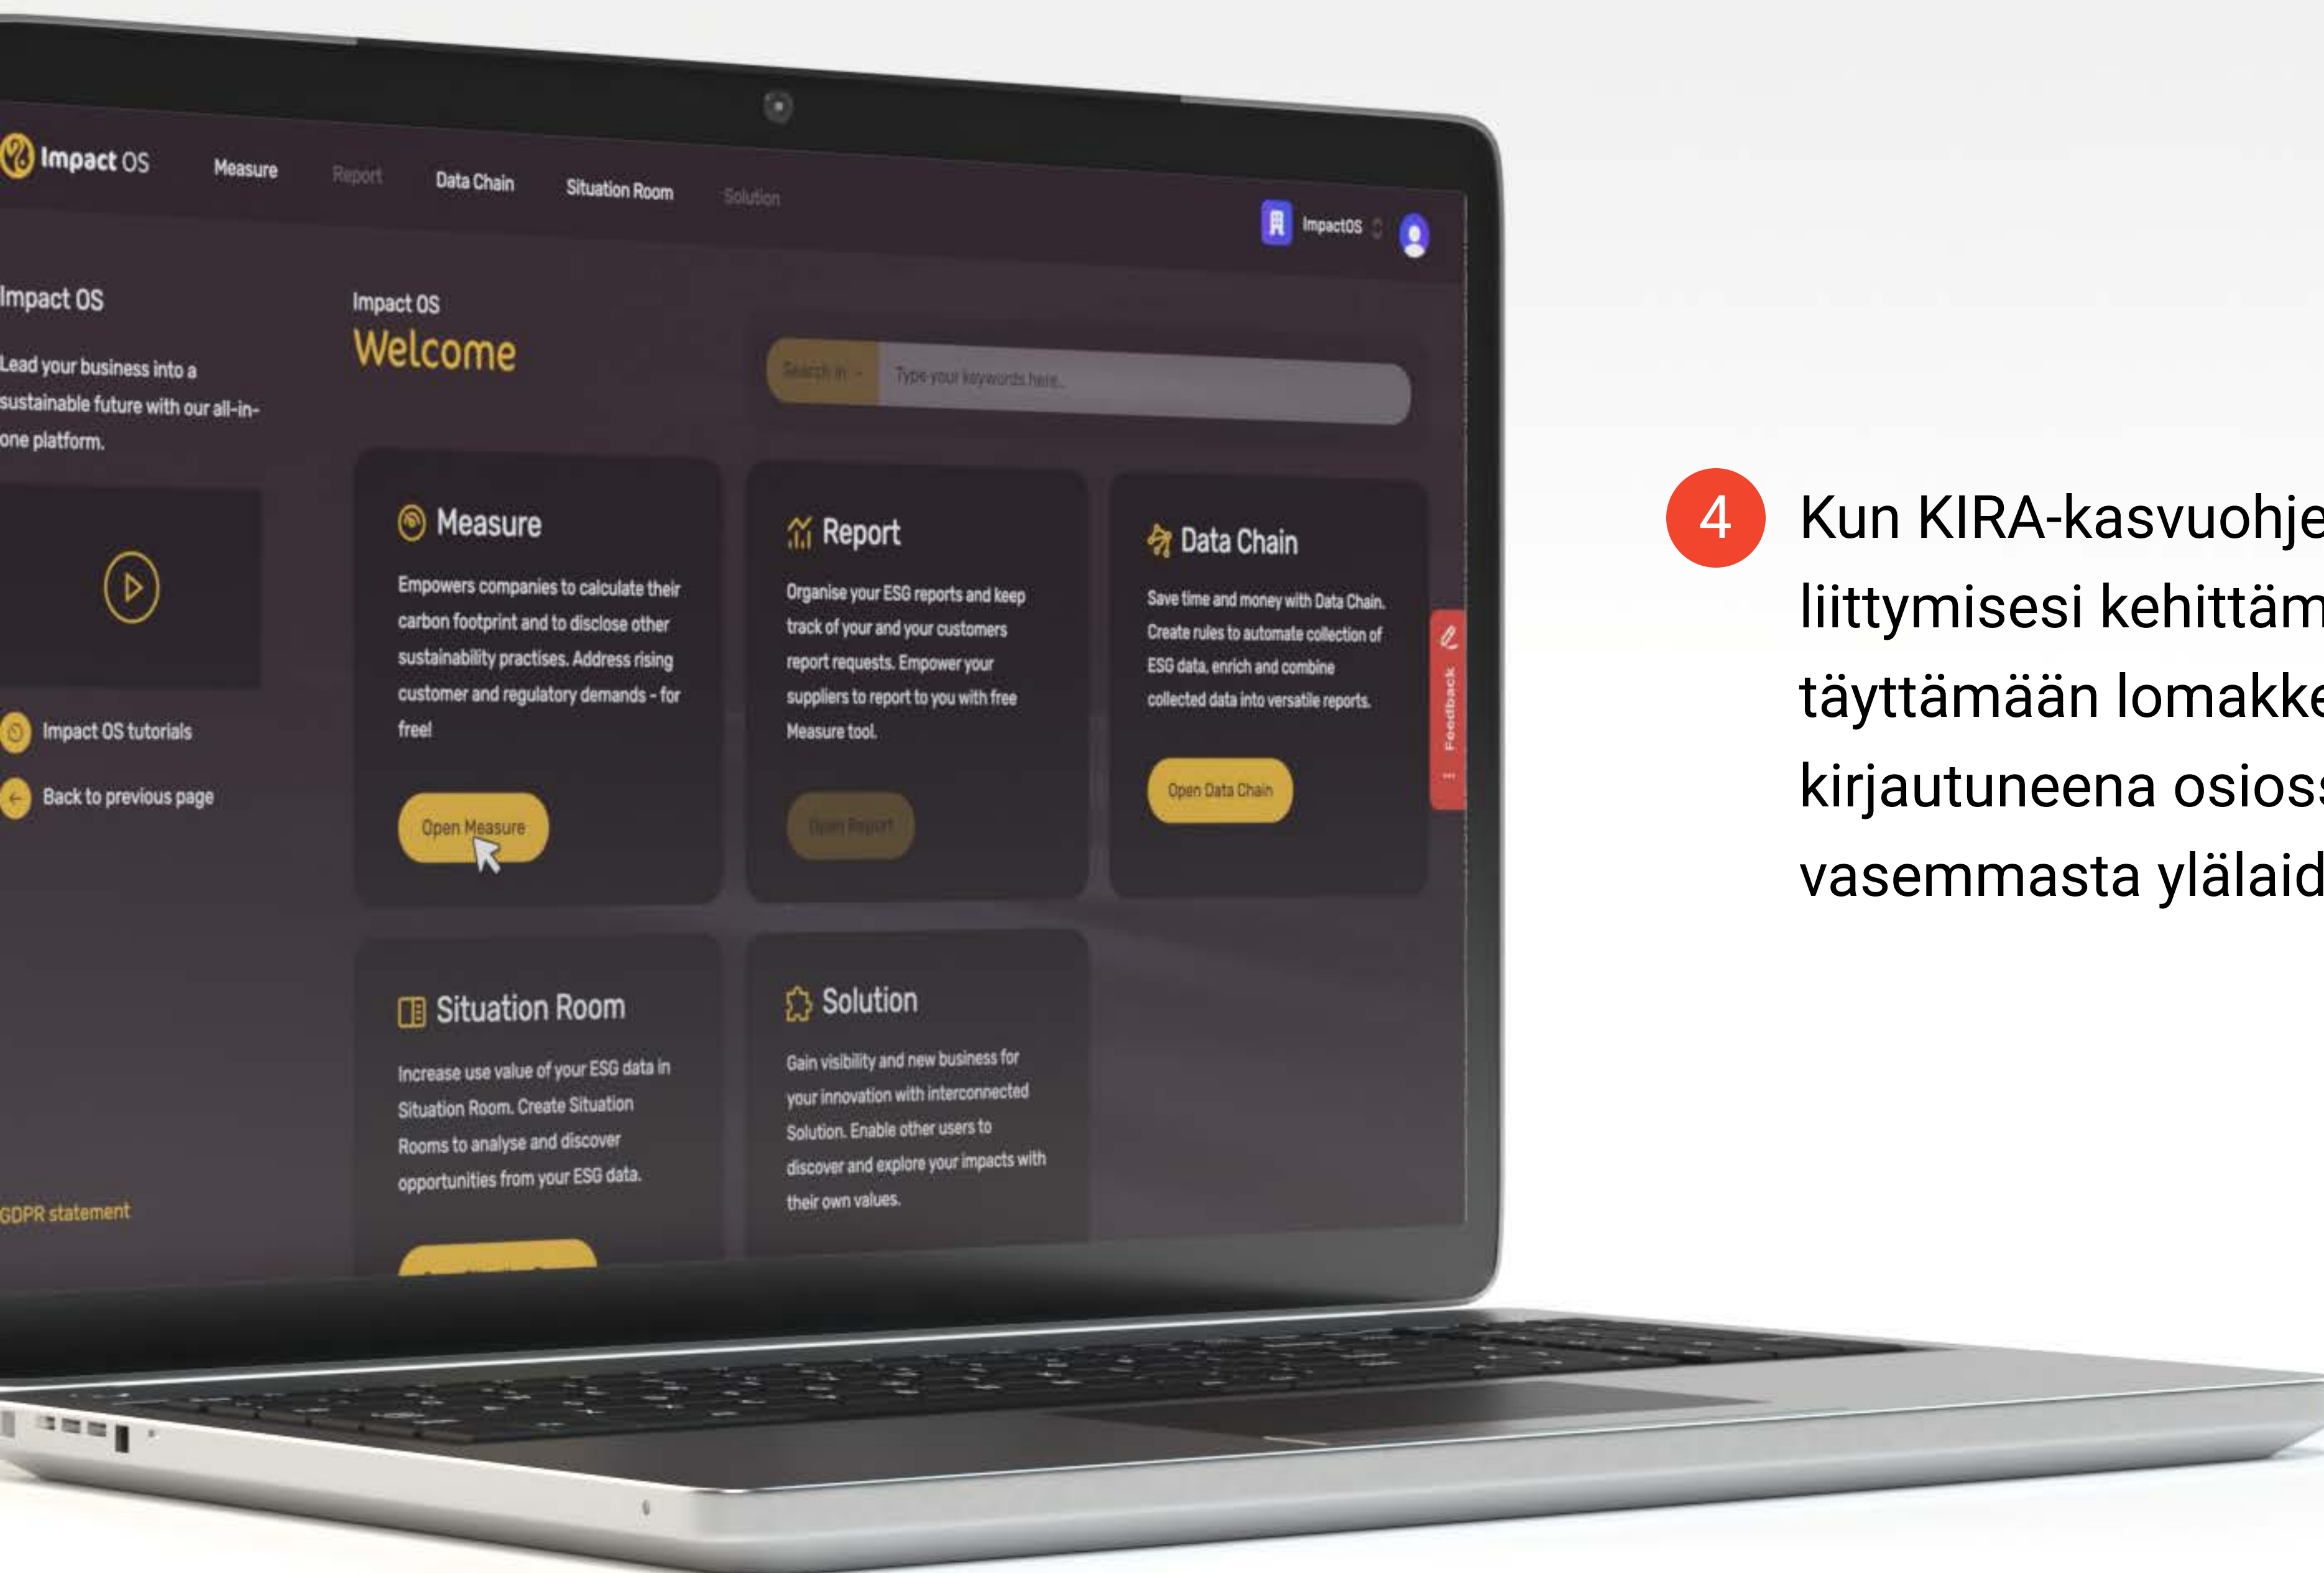 Impact OS
Measure
Report
Data Chain
Situation Room
Solution
ImpactOS
Impact OS
Lead your business into a
sustainable future with our all-in-
one platform.
Impact OS tutorials
Back to previous page
GDPR statement
Impact OS
Welcome
Search in
Type your keywords here..
Measure
Empowers companies to calculate their
carbon footprint and to disclose other
sustainability practises. Address rising
customer and regulatory demands - for
free!
Open Measure
Report
Organise your ESG reports and keep
track of your and your customers
report requests. Empower your
suppliers to report to you with free
Measure tool.
Open Report
Data Chain
Save time and money with Data Chain.
Create rules to automate collection of
ESG data, enrich and combine
collected data into versatile reports.
Open Data Chain
Feedback
Situation Room
Increase use value of your ESG data in
Situation Room. Create Situation
Rooms to analyse and discover
opportunities from your ESG data.
Solution
Gain visibility and new business for
your innovation with interconnected
Solution. Enable other users to
discover and explore your impacts with
their own values.
4
Kun KIRA-kasvuohje
liittymisesi kehittäm
täyttämään lomakke
kirjautuneena osioss
vasemmasta ylälaid